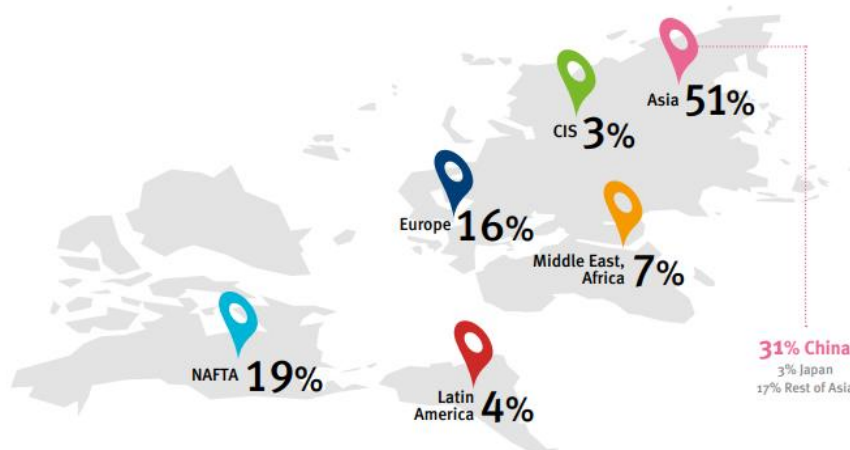 Asia 51%
CIS 3%
Europe 16%
Middle East,
Africa 7%
NAFTA 19%
Latin
America 4%
31% China
3% Japan
17% Rest of Asia